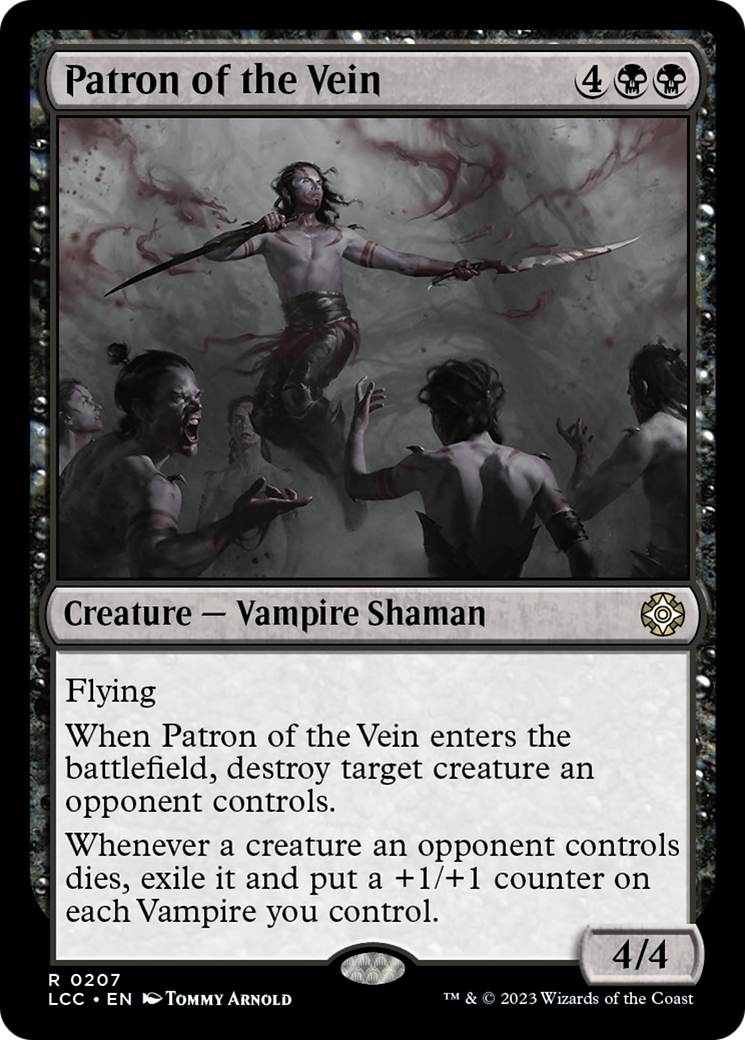 Patron of the Vein 4
Creature — Vampire Shaman
Flying
When Patron of the Vein enters the
battlefield, destroy target creature an
opponent controls.
Whenever a creature an opponent controls
dies, exile it and put a +1/+1 counter on
each Vampire you control.
4/4
R 0207
LCC • EN Tommy Arnold
™ & © 2023 Wizards of the Coast